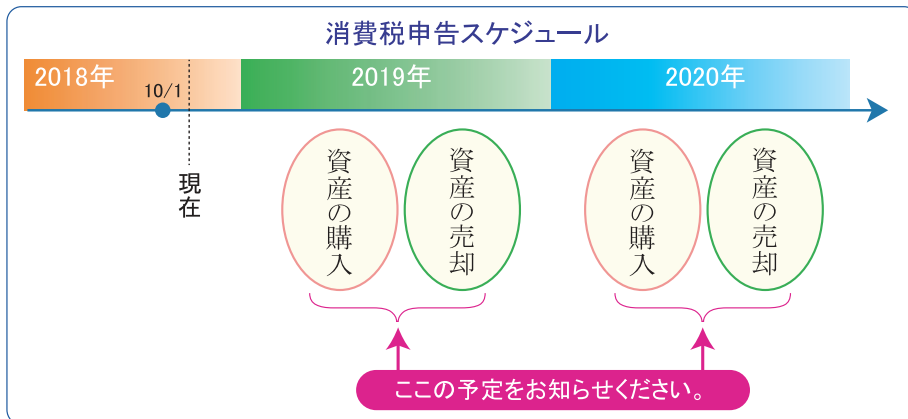 消費税申告スケジュール
2018年
2019年
2020年
10/1
現在
資産の購入
資産の売却
資産の購入
資産の売却
ここの予定をお知らせください。